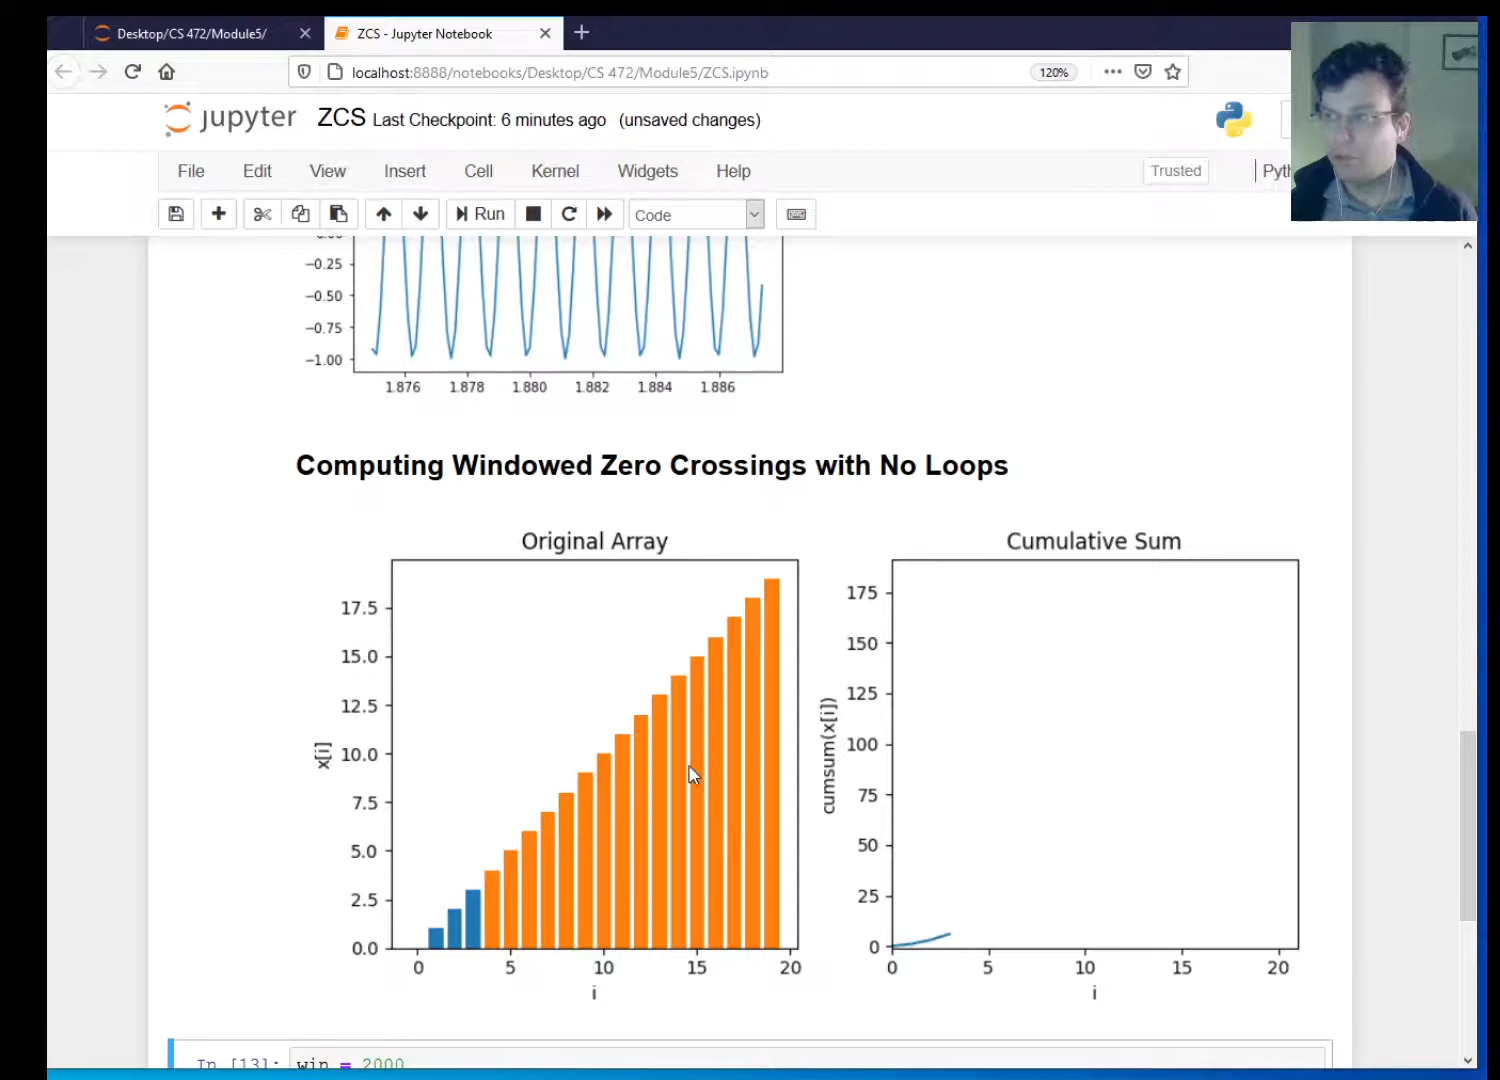 Desktop/CS 472/Module5/
ZCS - Jupyter Notebook
localhost:8888/notebooks/Desktop/CS 472/Module5/ZCS.ipynb
120%
jupyter ZCS Last Checkpoint: 6 minutes ago (unsaved changes)
File Edit View Insert Cell Kernel Widgets Help
Trusted
Pyth
Run
Code
−0.25
−0.50
−0.75
−1.00
1.876 1.878 1.880 1.882 1.884 1.886
Computing Windowed Zero Crossings with No Loops
Original Array
17.5
15.0
12.5
10.0
7.5
5.0
2.5
0.0
x[i]
0 5 10 15 20
i
Cumulative Sum
175
150
125
100
75
50
25
0
cumsum(x[i])
0 5 10 15 20
i
In [13]: win = 2000